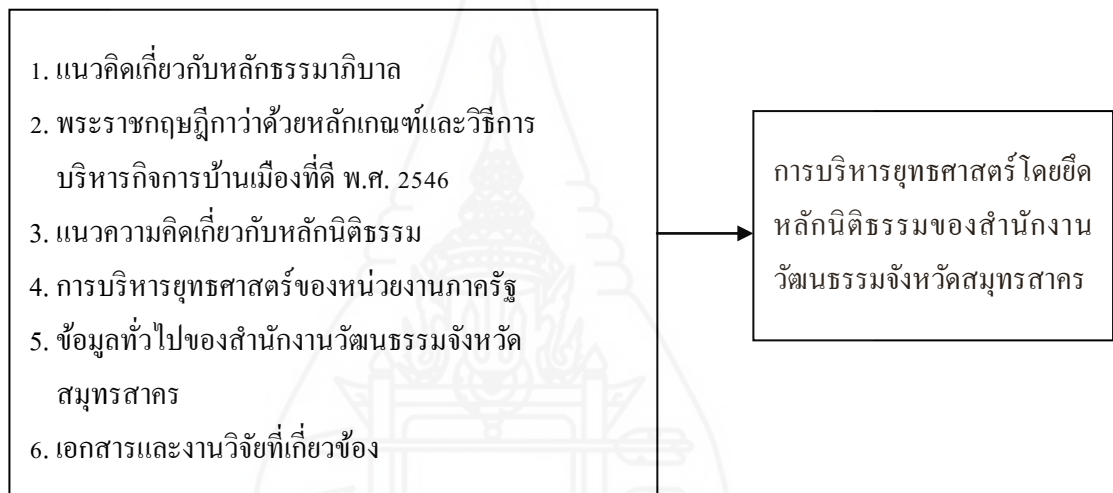 1. แนวคิดเกี่ยวกับหลักธรรมาภิบาล
2. พระราชกฤษฎีกาว่าด้วยหลักเกณฑ์และวิธีการ
บริหารกิจการบ้านเมืองที่ดี พ.ศ. 2546
3. แนวความคิดเกี่ยวกับหลักนิติธรรม
4. การบริหารยุทธศาสตร์ของหน่วยงานภาครัฐ
5. ข้อมูลทั่วไปของสำนักงานวัฒนธรรมจังหวัด
สมุทรสาคร
6. เอกสารและงานวิจัยที่เกี่ยวข้อง
การบริหารยุทธศาสตร์โดยยึด
หลักนิติธรรมของสำนักงาน
วัฒนธรรมจังหวัดสมุทรสาคร